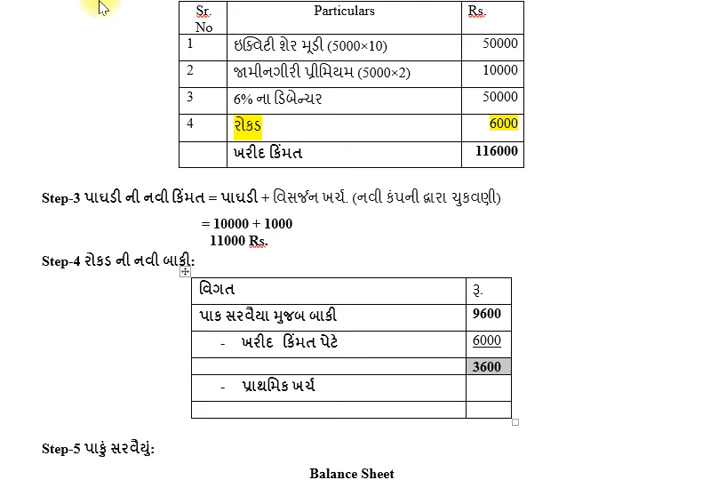 Sr. No Particulars Rs.
1 ઇક્વિટી શેર મૂડી (5000×10) 50000
2 જામીનગીરી પ્રીમિયમ (5000×2) 10000
3 6% ના ડિબેન્ચર 50000
4 રોકડ 6000
ખરીદ કિંમત 116000
Step-3 પાઘડી ની નવી કિંમત = પાઘડી + વિસર્જન ખર્ચ. (નવી કંપની દ્વારા ચુકવણી)
= 10000 + 1000
11000 Rs.
Step-4 રોકડ ની નવી બાકી:
વિગત રૂ.
પાક સરવૈયા મુજબ બાકી 9600
- ખરીદ કિંમત પેટે 6000
3600
- પ્રાથમિક ખર્ચ
Step-5 પાકું સરવૈયું:
Balance Sheet